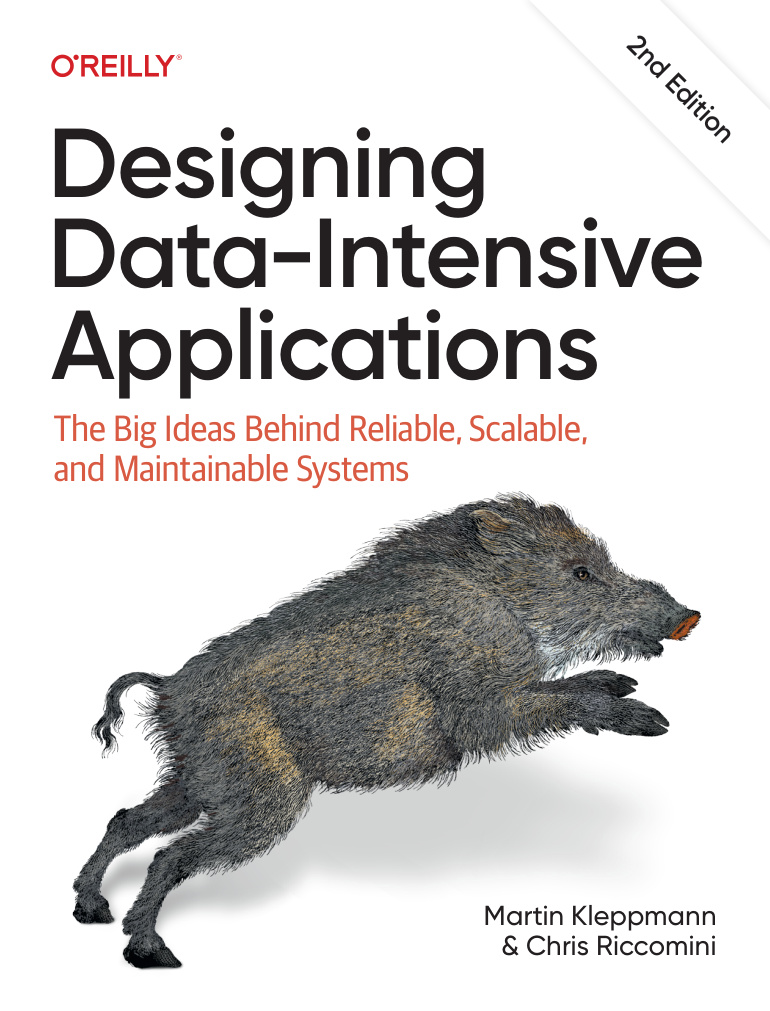 O'REILLY®
2nd Edition
Designing
Data-Intensive
Applications
The Big Ideas Behind Reliable, Scalable,
and Maintainable Systems
Martin Kleppmann
& Chris Riccomini